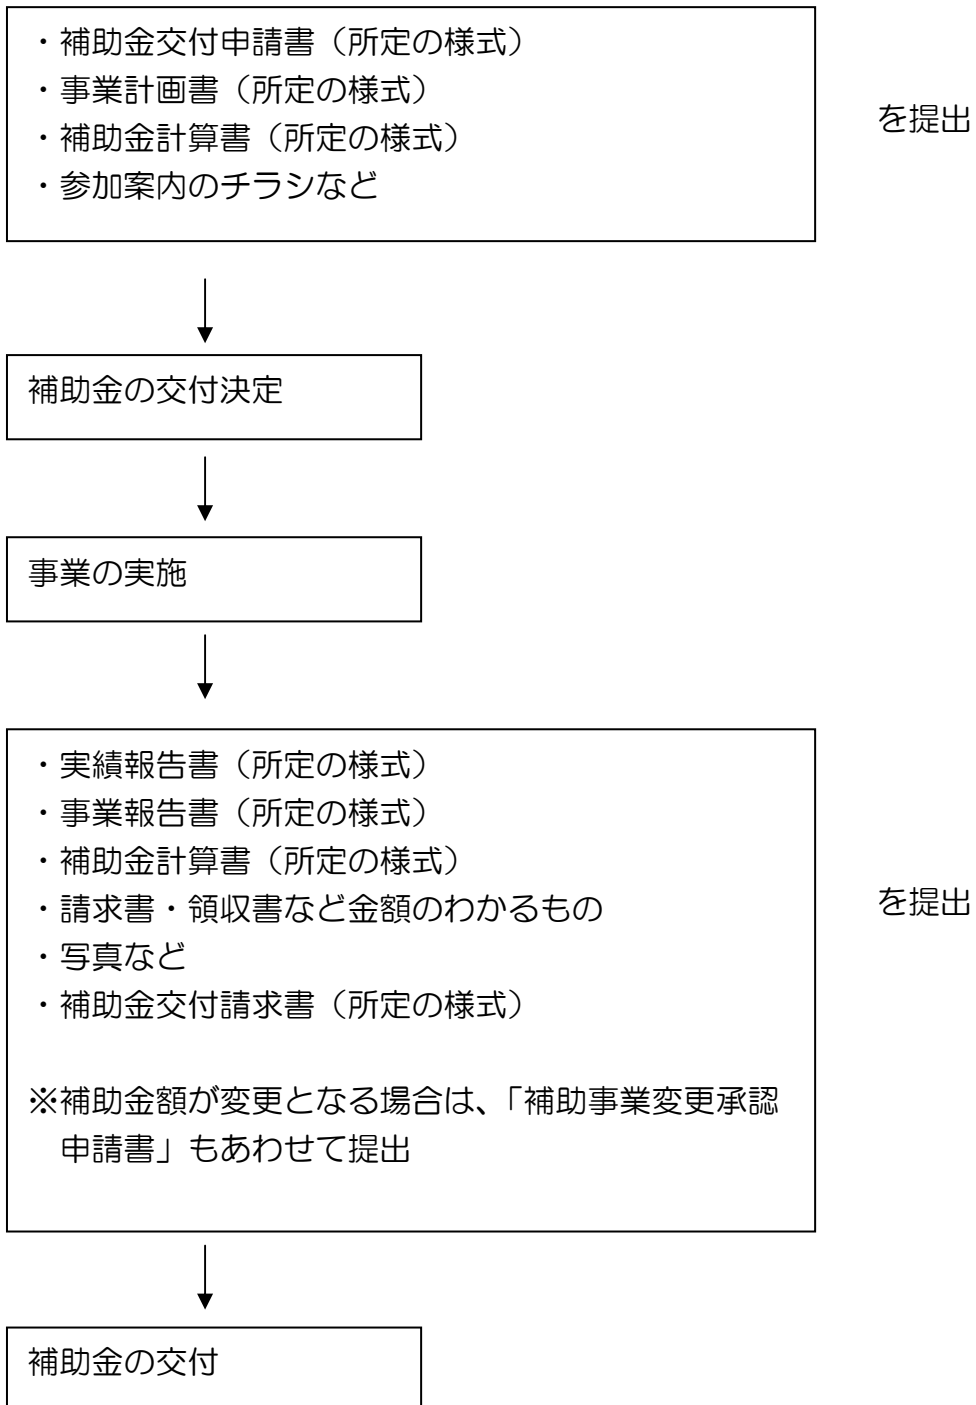 ・補助金交付申請書（所定の様式）
・事業計画書（所定の様式）
・補助金計算書（所定の様式）
・参加案内のチラシなど
を提出
補助金の交付決定
事業の実施
・実績報告書（所定の様式）
・事業報告書（所定の様式）
・補助金計算書（所定の様式）
・請求書・領収書など金額のわかるもの
・写真など
・補助金交付請求書（所定の様式）
※補助金額が変更となる場合は、「補助事業変更承認
申請書」もあわせて提出
を提出
補助金の交付